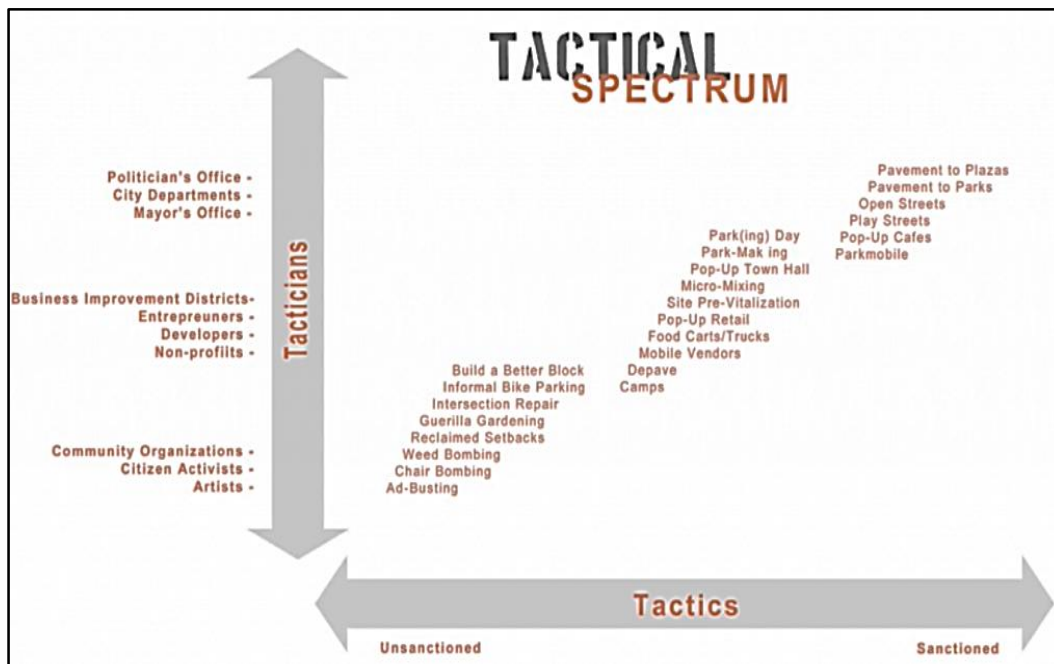 TACTICAL
SPECTRUM
Politician's Office -
City Departments -
Mayor's Office -
Business Improvement Districts-
Entrepreuners -
Developers -
Non-profiits -
Community Organizations -
Citizen Activists -
Artists -
Tacticians
Pavement to Plazas
Pavement to Parks
Open Streets
Play Streets
Pop-Up Cafes
Parkmobile
Park(ing) Day
Park-Mak ing
Pop-Up Town Hall
Micro-Mixing
Site Pre-Vitalization
Pop-Up Retail
Food Carts/Trucks
Mobile Vendors
Depave
Camps
Build a Better Block
Informal Bike Parking
Intersection Repair
Guerilla Gardening
Reclaimed Setbacks
Weed Bombing
Chair Bombing
Ad-Busting
Tactics
Unsanctioned
Sanctioned